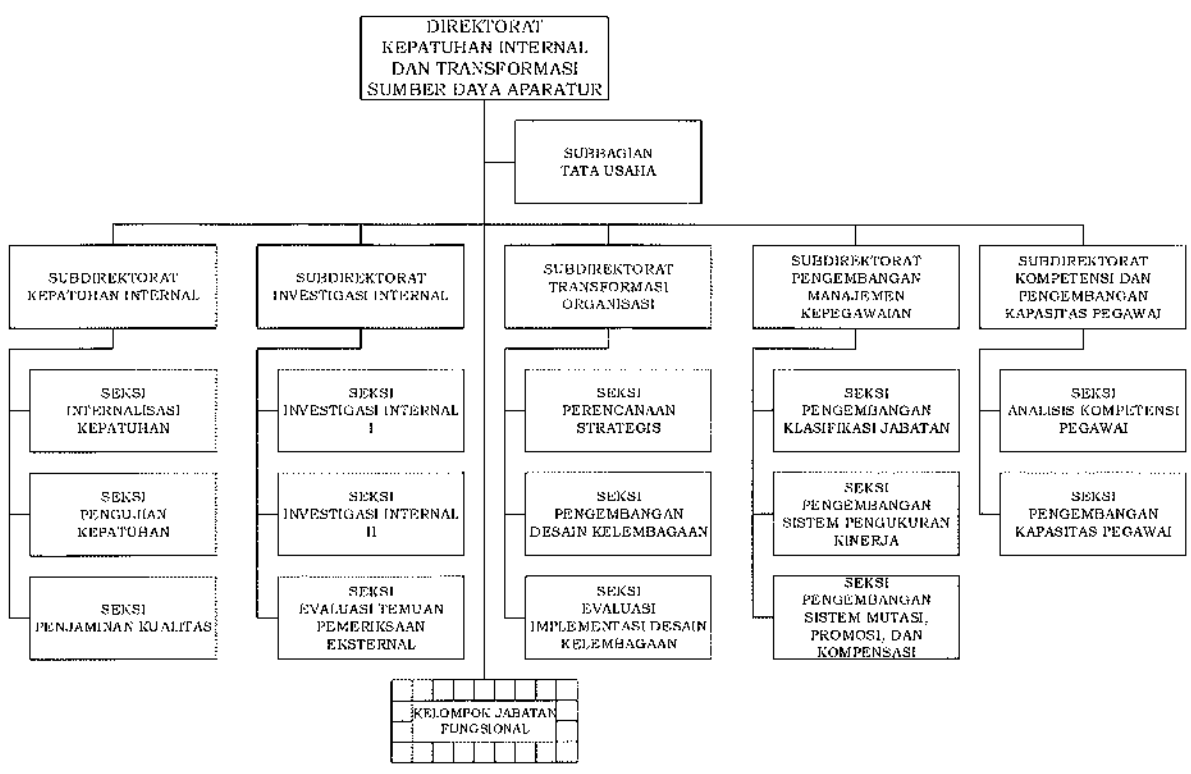 DIREKTORAT
KEPATUHAN INTERNAL
DAN TRANSFORMASI
SUMBER DAYA APARATUR
SUBBAGIAN
TATA USAHA
SUBDIREKTORAT
KEPATUHAN INTERNAL
SUBDIREKTORAT
INVESTIGASI INTERNAL
SUBDIREKTORAT
TRANSFORMASI
ORGANISASI
SUBDIREKTORAT
PENGEMBANGAN
MANAJEMEN
KEPEGAWAIAN
SUBDIREKTORAT
KOMPETENSI DAN
PENGEMBANGAN
KAPASITAS PEGAWAI
SEKSI
INTERNALISASI
KEPATUHAN
SEKSI
INVESTIGASI INTERNAL
I
SEKSI
PERENCANAAN
STRATEGIS
SEKSI
PENGEMBANGAN
KLASIFIKASI JABATAN
SEKSI
ANALISIS KOMPETENSI
PEGAWAI
SEKSI
PENGUJIAN
KEPATUHAN
SEKSI
INVESTIGASI INTERNAL
II
SEKSI
PENGEMBANGAN
DESAIN KELEMBAGAAN
SEKSI
PENGEMBANGAN
SISTEM PENGUKURAN
KINERJA
SEKSI
PENGEMBANGAN
KAPASITAS PEGAWAI
SEKSI
PENJAMINAN KUALITAS
SEKSI
EVALUASI TEMUAN
PEMERIKSAAN
EKSTERNAL
SEKSI
EVALUASI
IMPLEMENTASI DESAIN
KELEMBAGAAN
SEKSI
PENGEMBANGAN
SISTEM MUTASI,
PROMOSI, DAN
KOMPENSASI
KELOMPOK JABATAN
FUNGSIONAL